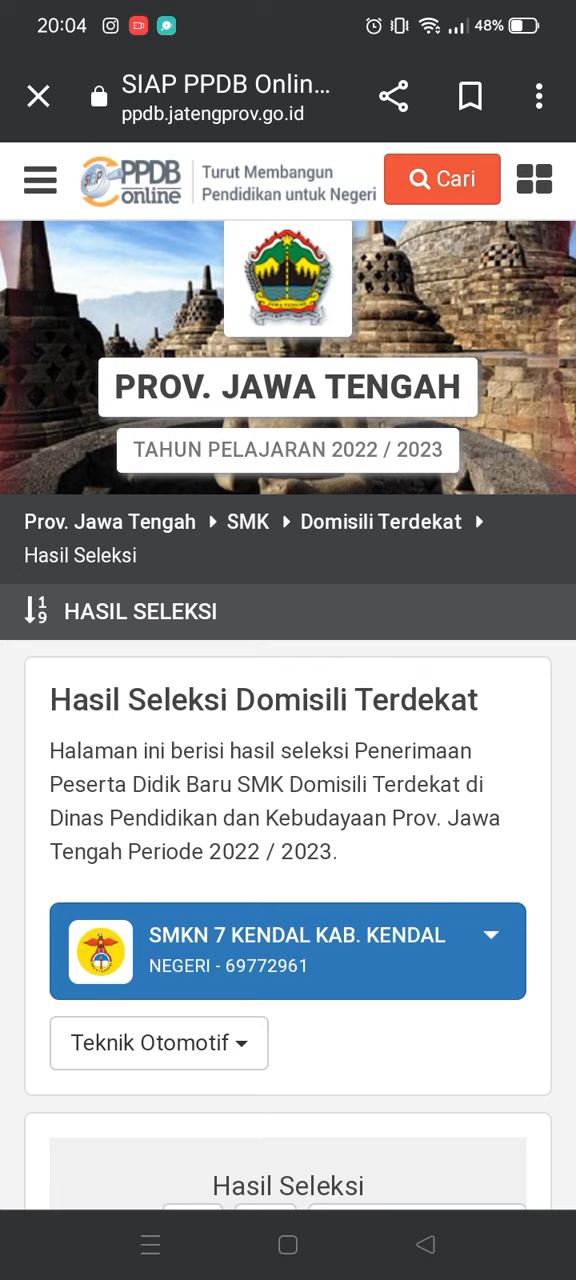 20:04
48%
SIAP PPDB Onlin...
ppdb.jatengprov.go.id
SIAP PPDB online
Turut Membangun
Pendidikan untuk Negeri
Cari
PROV. JAWA TENGAH
TAHUN PELAJARAN 2022 / 2023
Prov. Jawa Tengah SMK Domisili Terdekat
Hasil Seleksi
HASIL SELEKSI
Hasil Seleksi Domisili Terdekat
Halaman ini berisi hasil seleksi Penerimaan
Peserta Didik Baru SMK Domisili Terdekat di
Dinas Pendidikan dan Kebudayaan Prov. Jawa
Tengah Periode 2022 / 2023.
SMKN 7 KENDAL KAB. KENDAL
NEGERI - 69772961
Teknik Otomotif
Hasil Seleksi